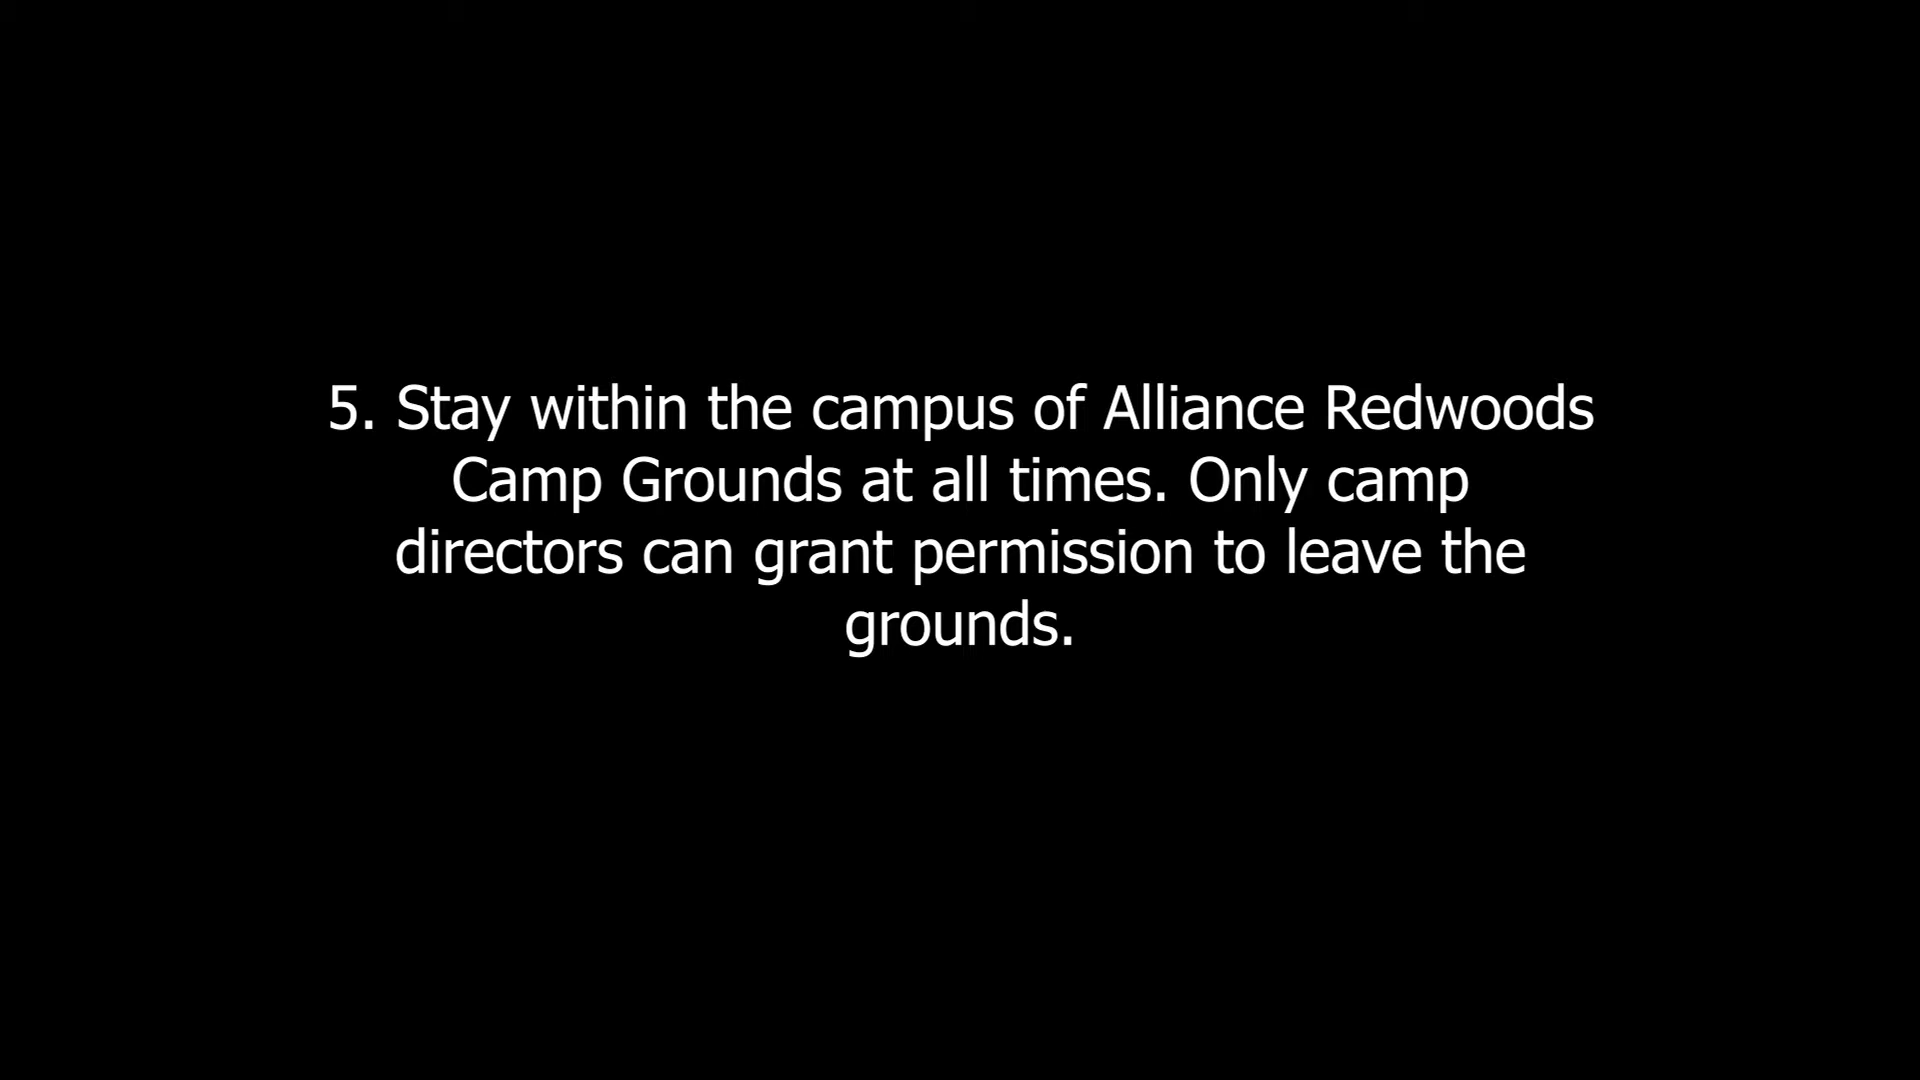 5. Stay within the campus of Alliance Redwoods
Camp Grounds at all times. Only camp
directors can grant permission to leave the
grounds.